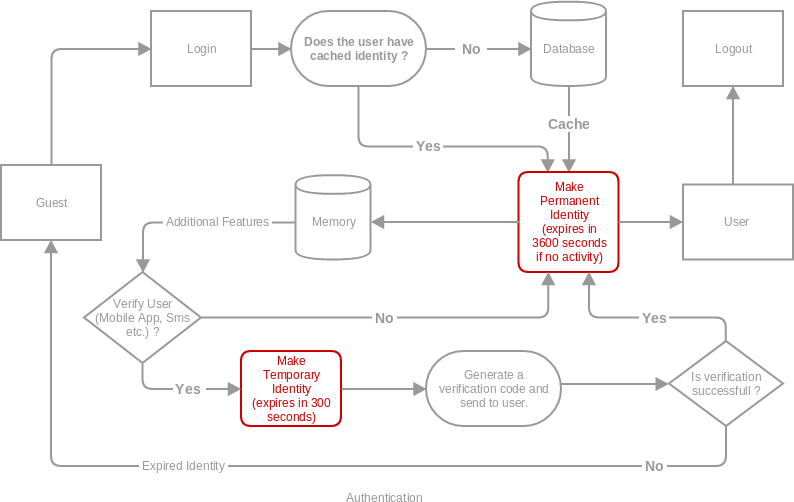 Login
Does the user have
cached identity ?
No
Database
Logout
Cache
Yes
Guest
Additional Features
Memory
Make
Permanent
Identity
(expires in
3600 seconds
if no activity)
User
Verify User
(Mobile App, Sms
etc.) ?
No
Yes
Yes
Make
Temporary
Identity
(expires in 300
seconds)
Generate a
verification code and
send to user.
Is verification
successfull ?
Expired Identity
No
Authentication